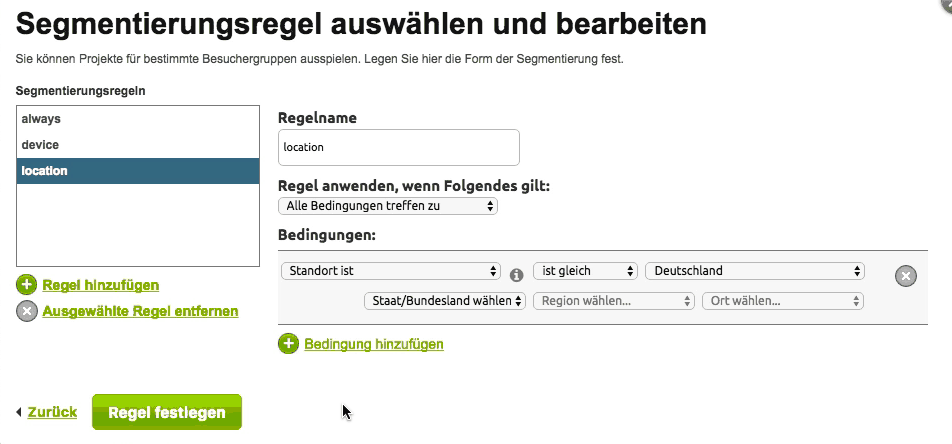 Segmentierungsregel auswählen und bearbeiten
Sie können Projekte für bestimmte Besuchergruppen ausspielen. Legen Sie hier die Form der Segmentierung fest.
Segmentierungsregeln
always
device
location
Regel hinzufügen
Ausgewählte Regel entfernen
Regelname
location
Regel anwenden, wenn Folgendes gilt:
Alle Bedingungen treffen zu
Bedingungen:
Standort ist ist gleich Deutschland
Staat/Bundesland wählen Region wählen... Ort wählen...
Bedingung hinzufügen
Zurück Regel festlegen